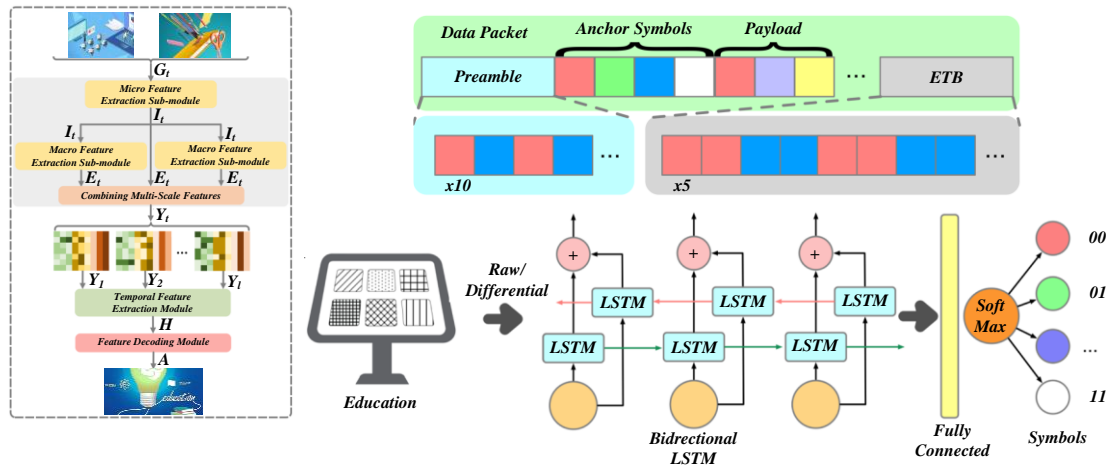 G_t
Micro Feature
Extraction Sub-module
I_t
I_t
I_t
Macro Feature
Extraction Sub-module
Macro Feature
Extraction Sub-module
E_t
E_t
E_t
Combining Multi-Scale Features
Y_t
...
Y_1
Y_2
Y_l
Temporal Feature
Extraction Module
H
Feature Decoding Module
A
education
Data Packet
Anchor Symbols
Payload
Preamble
...
ETB
...
x10
...
x5
Education
Raw/
Differential
+
+
+
LSTM
LSTM
LSTM
LSTM
LSTM
LSTM
Bidrectional
LSTM
Fully
Connected
Soft
Max
00
01
...
11
Symbols